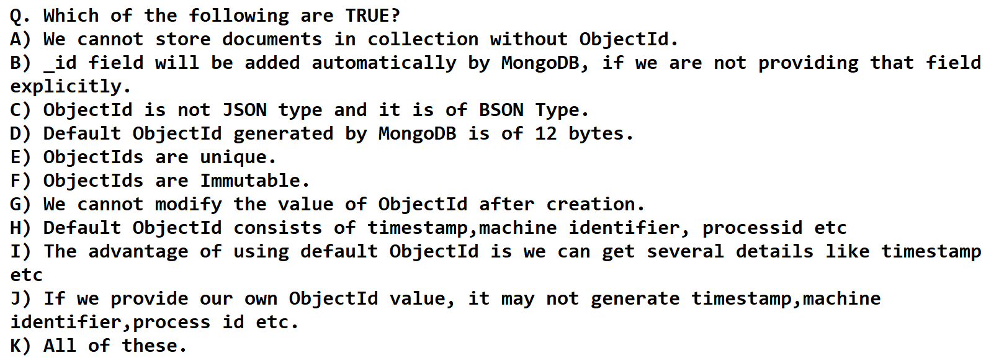 Q. Which of the following are TRUE?
A) We cannot store documents in collection without ObjectId.
B) _id field will be added automatically by MongoDB, if we are not providing that field
explicitly.
C) ObjectId is not JSON type and it is of BSON Type.
D) Default ObjectId generated by MongoDB is of 12 bytes.
E) ObjectIds are unique.
F) ObjectIds are Immutable.
G) We cannot modify the value of ObjectId after creation.
H) Default ObjectId consists of timestamp,machine identifier, processid etc
I) The advantage of using default ObjectId is we can get several details like timestamp
etc
J) If we provide our own ObjectId value, it may not generate timestamp,machine
identifier,process id etc.
K) All of these.